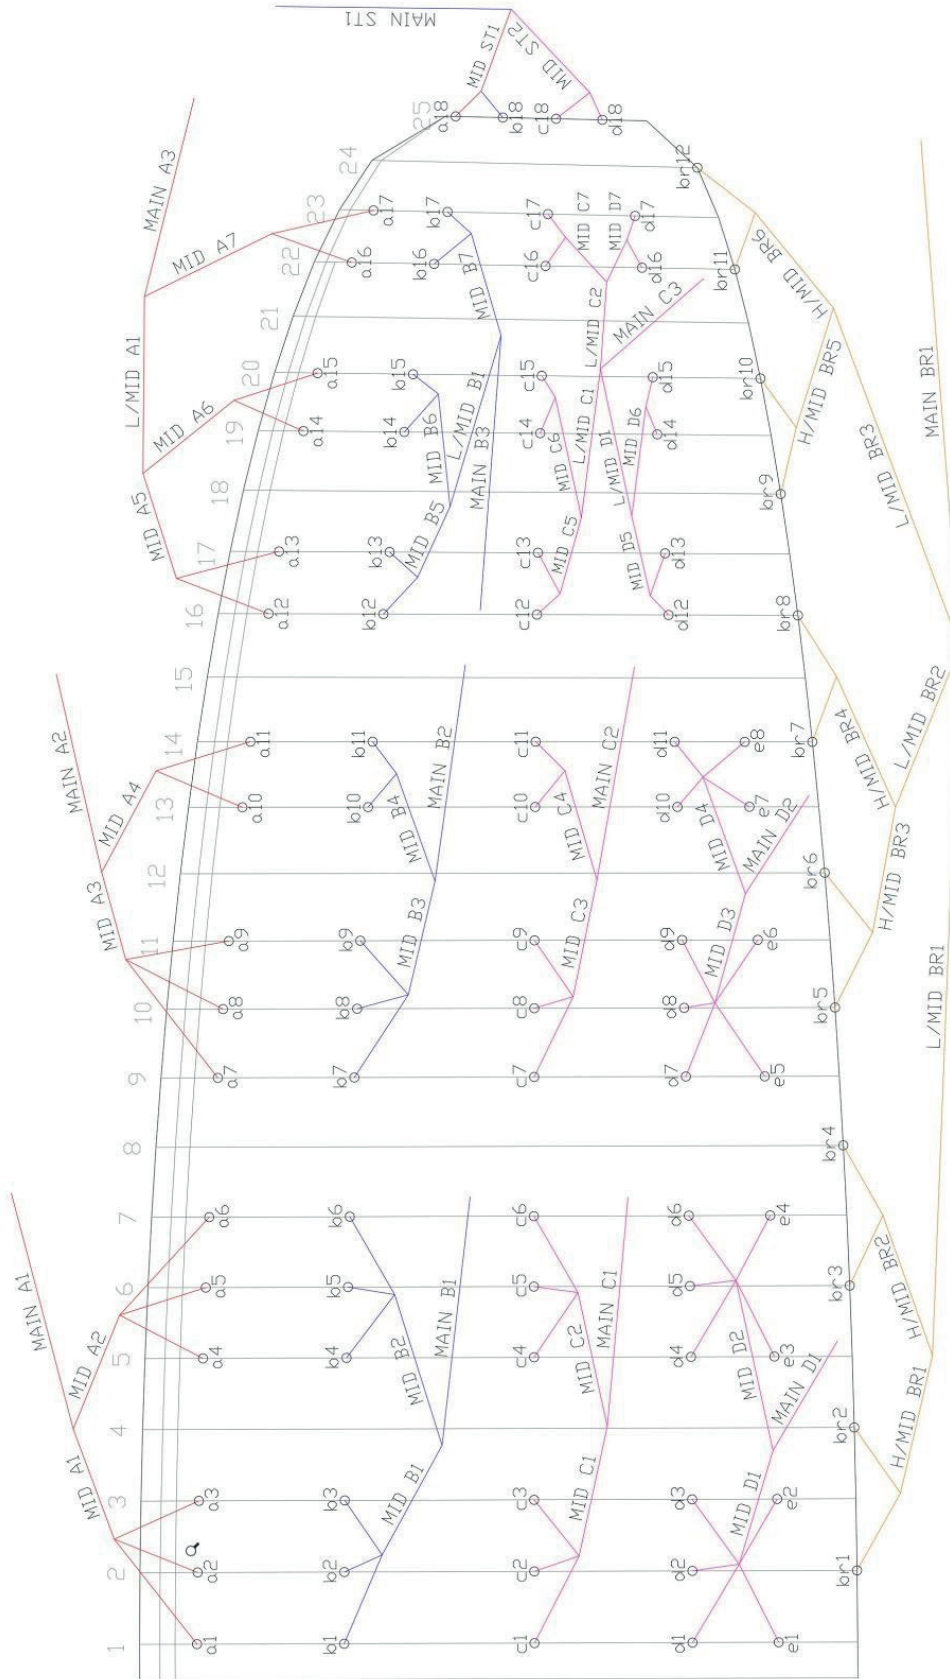 MAIN ST1
MID ST1
MID ST2
25
24
23
22
21
20
19
18
17
16
15
14
13
12
11
10
9
8
7
6
5
4
3
2
1
MAIN A3
MID A7
L/MID A1
MID A6
MID A5
MAIN A2
MID A4
MID A3
MAIN A1
MID A2
MID A1
a18
a17
a16
a15
a14
a13
a12
a11
a10
a9
a8
a7
a6
a5
a4
a3
a2
a1
b18
b17
b16
b15
b14
b13
b12
b11
b10
b9
b8
b7
b6
b5
b4
b3
b2
b1
MID B7
L/MID B1
MID B6
MAIN B3
MID B5
MAIN B2
MID B4
MID B3
MAIN B1
MID B2
MID B1
c18
c17
c16
c15
c14
c13
c12
c11
c10
c9
c8
c7
c6
c5
c4
c3
c2
c1
MID C7
L/MID C2
MAIN C3
L/MID C1
MID C6
MID C5
MAIN C2
MID C4
MID C3
MAIN C1
MID C2
MID C1
d18
d17
d16
d15
d14
d13
d12
d11
d10
d9
d8
d7
d6
d5
d4
d3
d2
d1
MID D7
L/MID D1
MID D6
MID D5
MID D4
MAIN D2
MID D3
MID D2
MAIN D1
MID D1
e8
e7
e6
e5
e4
e3
e2
e1
br12
br11
br10
br9
br8
br7
br6
br5
br4
br3
br2
br1
H/MID BR6
H/MID BR5
MAIN BR1
L/MID BR3
H/MID BR4
L/MID BR2
H/MID BR3
L/MID BR1
H/MID BR2
H/MID BR1